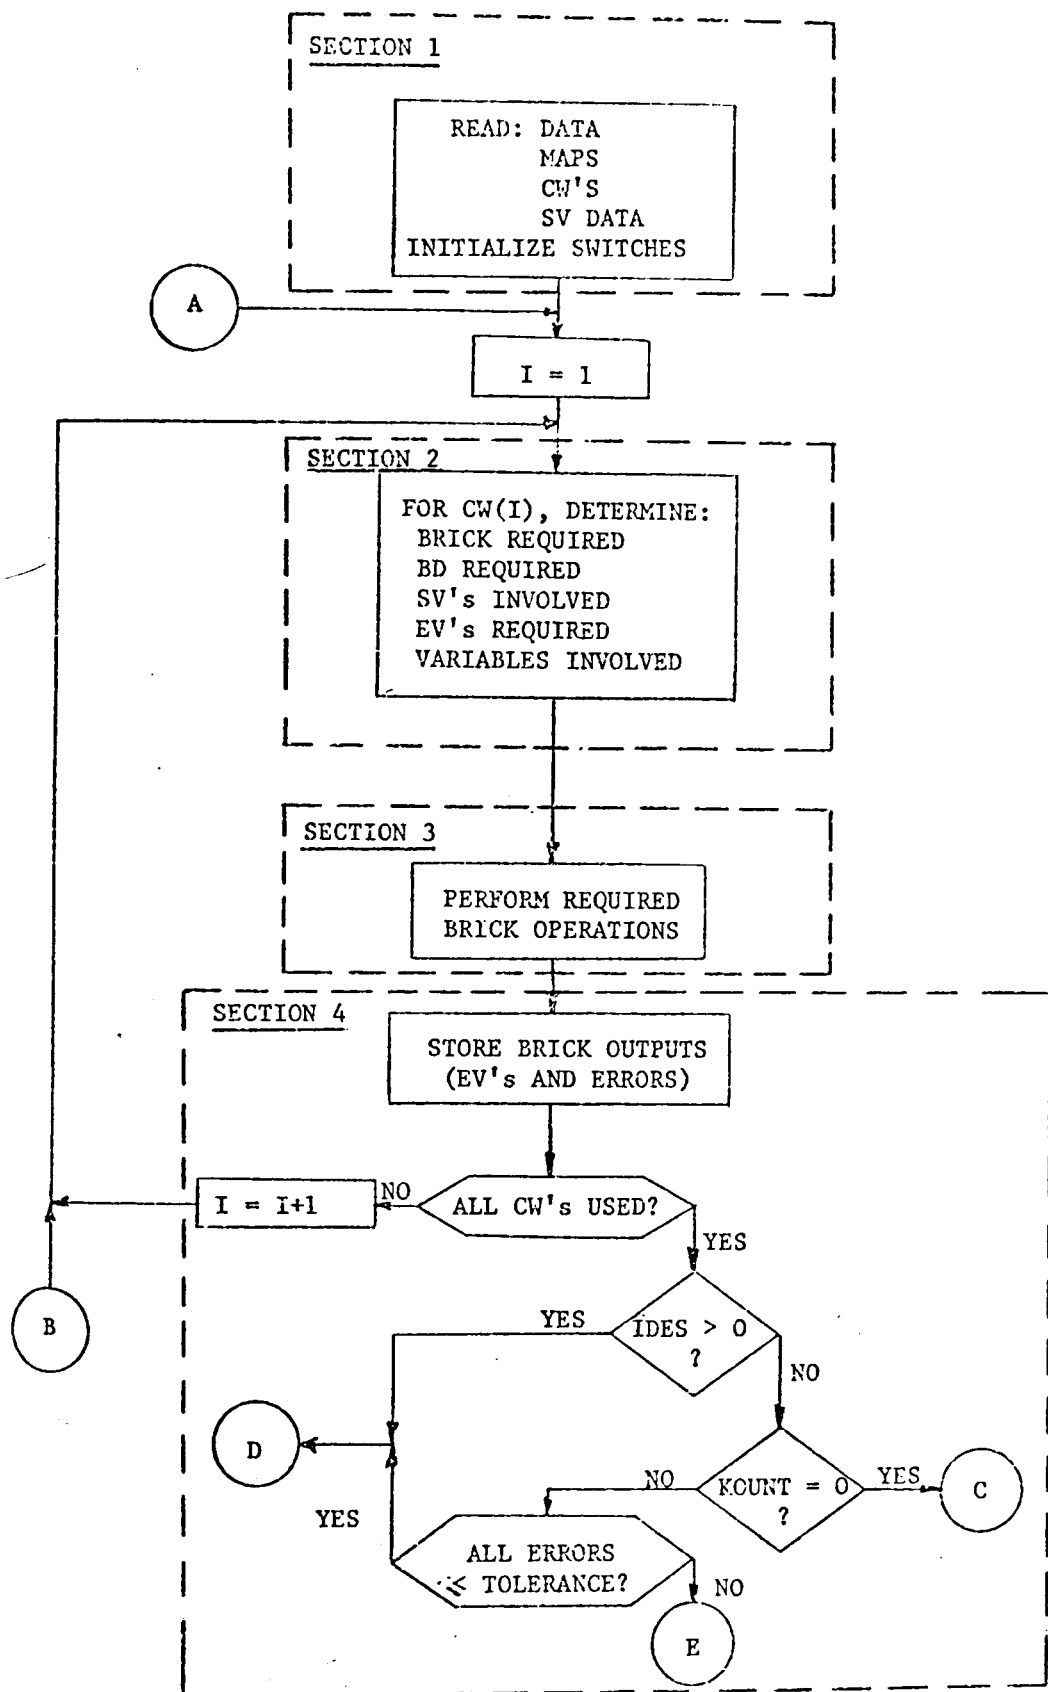 SECTION 1
READ: DATA
MAPS
CW'S
SV DATA
INITIALIZE SWITCHES
A
I = 1
SECTION 2
FOR CW(I), DETERMINE:
BRICK REQUIRED
BD REQUIRED
SV's INVOLVED
EV's REQUIRED
VARIABLES INVOLVED
SECTION 3
PERFORM REQUIRED
BRICK OPERATIONS
SECTION 4
STORE BRICK OUTPUTS
(EV's AND ERRORS)
I = I+1
NO
ALL CW's USED?
YES
B
YES
IDES > 0
?
NO
D
NO
KOUNT = 0
?
YES
C
YES
ALL ERRORS
< TOLERANCE?
NO
E